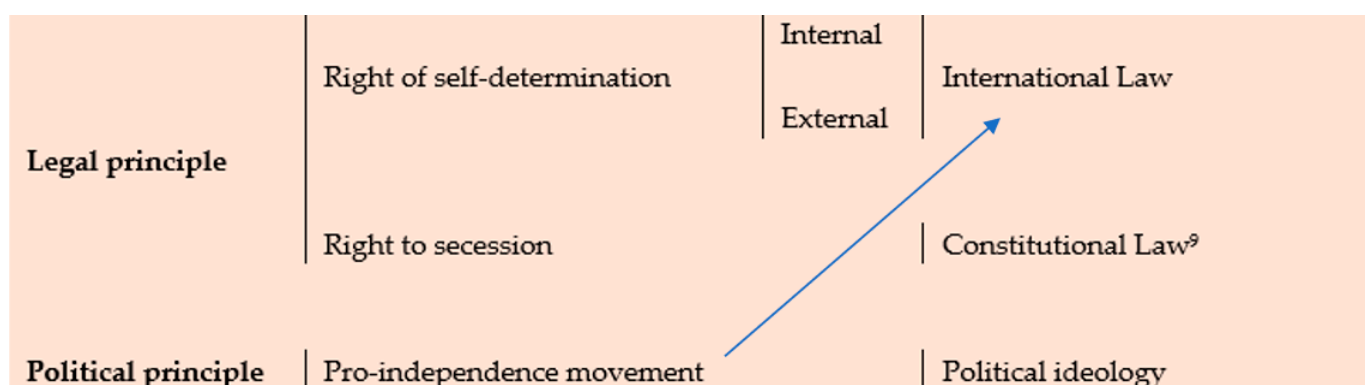 Internal
Right of self-determination International Law
External
Legal principle
Right to secession Constitutional Law⁹
Political principle Pro-independence movement Political ideology